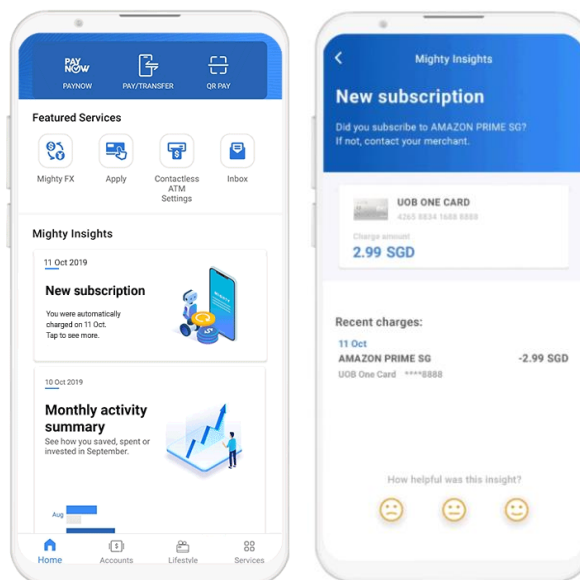 PAY
NOW
PAYNOW
PAY/TRANSFER
QR PAY
Featured Services
Mighty FX
Apply
Contactless
ATM
Settings
Inbox
Mighty Insights
11 Oct 2019
New subscription
You were automatically
charged on 11 Oct.
Tap to see more.
10 Oct 2019
Monthly activity
summary
See how you saved, spent or
invested in September.
Aug
Home
Accounts
Lifestyle
Services
Mighty Insights
New subscription
Did you subscribe to AMAZON PRIME SG?
If not, contact your merchant.
UOB ONE CARD
4265 8834 1688 8888
Charge amount
2.99 SGD
Recent charges:
11 Oct
AMAZON PRIME SG
-2.99 SGD
UOB One Card ****8888
How helpful was this insight?